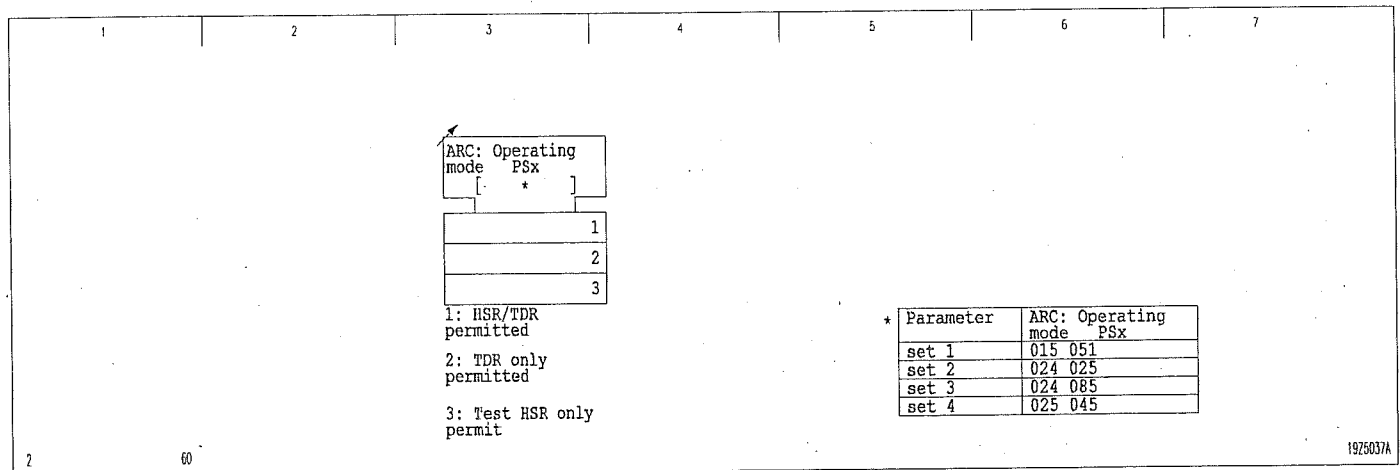 1 2 3 4 5 6 7
ARC: Operating
mode PSx
[ * ]
1
2
3
1: HSR/TDR
permitted
2: TDR only
permitted
3: Test HSR only
permit
* Parameter ARC: Operating
mode PSx
set 1 015 051
set 2 024 025
set 3 024 085
set 4 025 045
2 60 19Z5037A